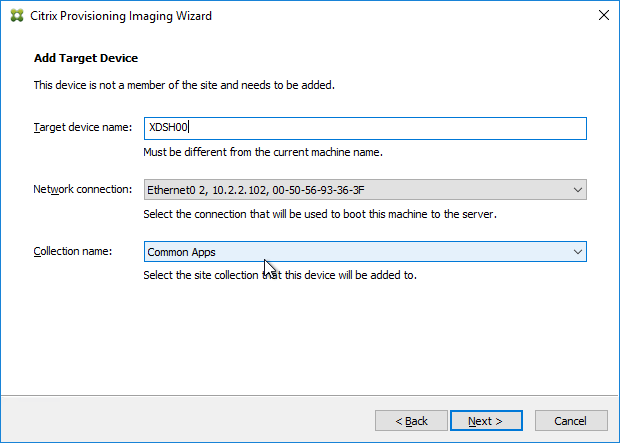 Citrix Provisioning Imaging Wizard
Add Target Device
This device is not a member of the site and needs to be added.
Target device name: XDSH00
Must be different from the current machine name.
Network connection: Ethernet0 2, 10.2.2.102, 00-50-56-93-36-3F
Select the connection that will be used to boot this machine to the server.
Collection name: Common Apps
Select the site collection that this device will be added to.
< Back Next > Cancel